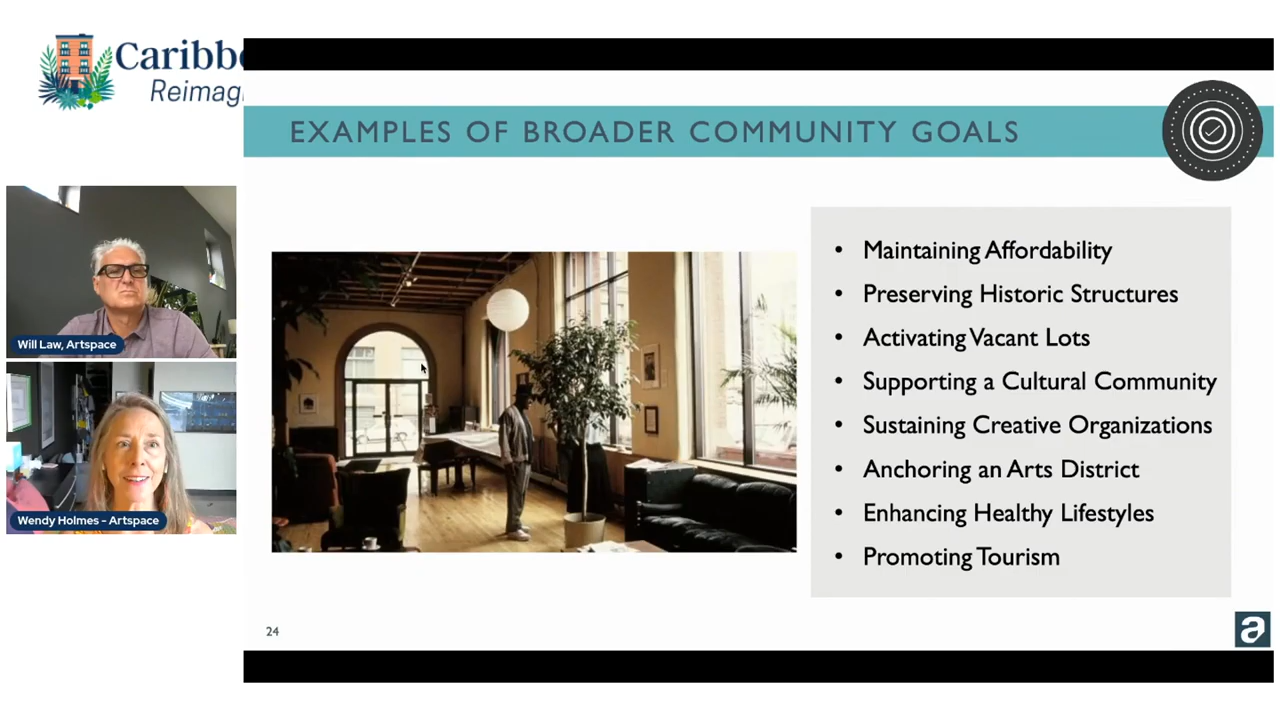 Caribbe
Reimag
EXAMPLES OF BROADER COMMUNITY GOALS
Will Law, Artspace
Wendy Holmes - Artspace
• Maintaining Affordability
• Preserving Historic Structures
• Activating Vacant Lots
• Supporting a Cultural Community
• Sustaining Creative Organizations
• Anchoring an Arts District
• Enhancing Healthy Lifestyles
• Promoting Tourism
24
a